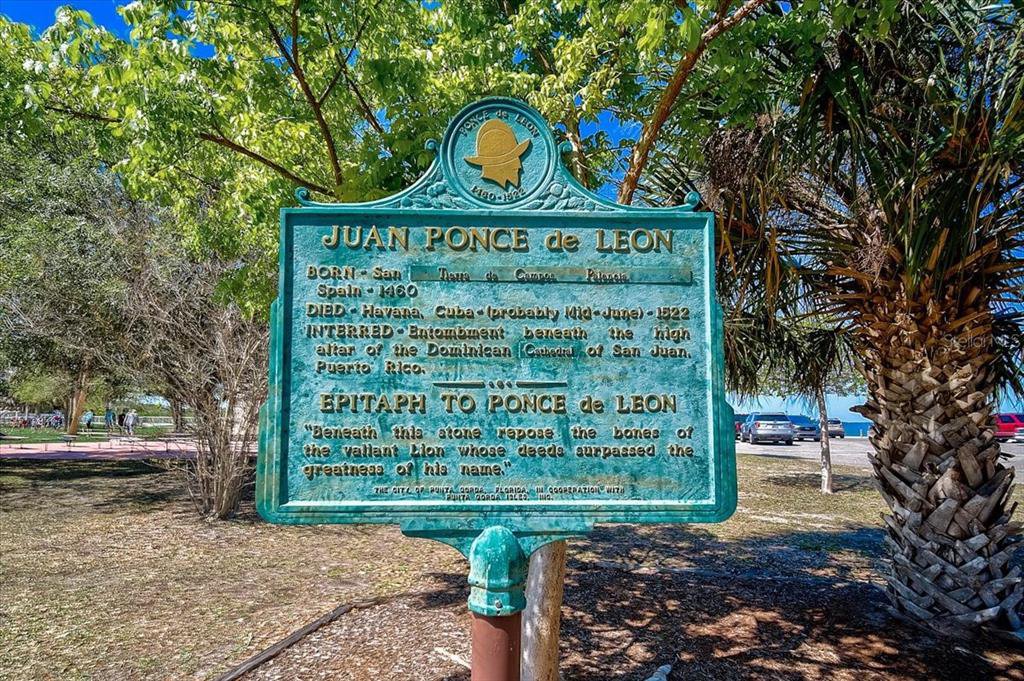 PONCE de LEON
1460-1522
JUAN PONCE de LEON
BORN - San Tierra de Campos Palencia
Spain - 1460
DIED - Havana, Cuba - (probably Mid-June) - 1522
INTERRED - Entombment beneath the high
altar of the Dominican Cathedral of San Juan,
Puerto Rico.
EPITAPH TO PONCE de LEON
"Beneath this stone repose the bones of
the valiant Lion whose deeds surpassed the
greatness of his name."
THE CITY OF PUNTA GORDA, FLORIDA, IN COOPERATION WITH
PUNTA GORDA ISLES, INC.
Stellar